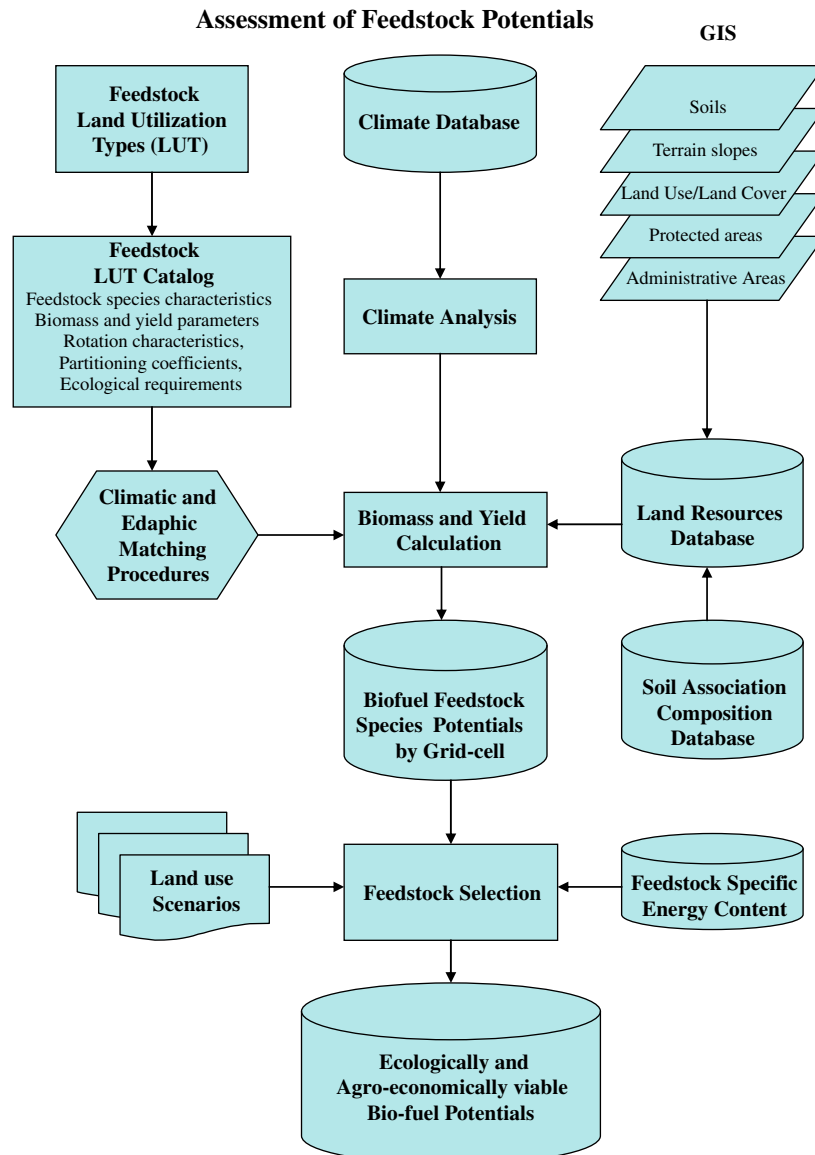 Assessment of Feedstock Potentials
GIS
Feedstock
Land Utilization
Types (LUT)
Climate Database
Soils
Terrain slopes
Land Use/Land Cover
Protected areas
Administrative Areas
Feedstock
LUT Catalog
Feedstock species characteristics
Biomass and yield parameters
Rotation characteristics,
Partitioning coefficients,
Ecological requirements
Climate Analysis
Climatic and
Edaphic
Matching
Procedures
Biomass and Yield
Calculation
Land Resources
Database
Biofuel Feedstock
Species Potentials
by Grid-cell
Soil Association
Composition
Database
Land use
Scenarios
Feedstock Selection
Feedstock Specific
Energy Content
Ecologically and
Agro-economically viable
Bio-fuel Potentials